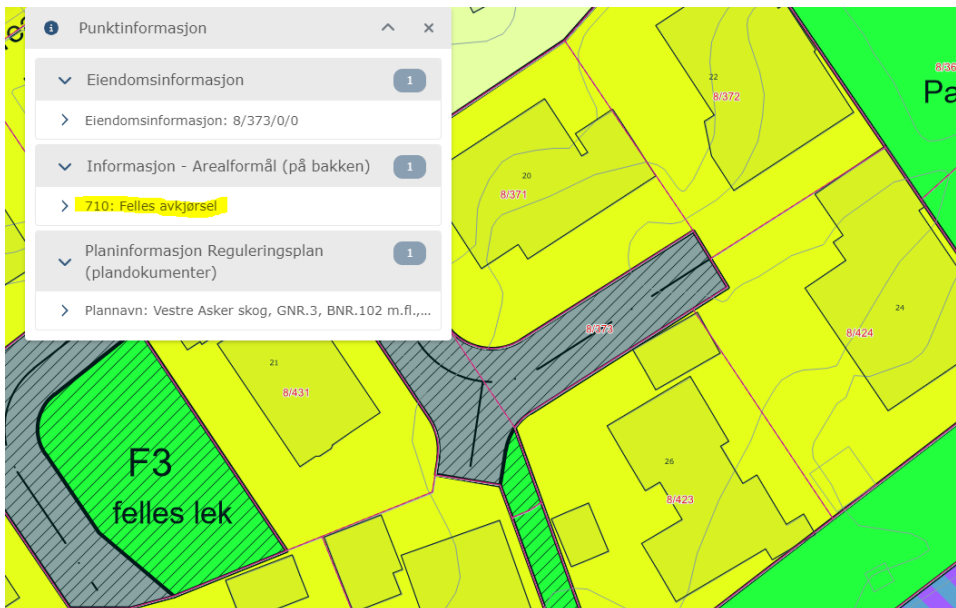 Punktinformasjon
Eiendomsinformasjon
1
Eiendomsinformasjon: 8/373/0/0
Informasjon - Arealformål (på bakken)
1
710: Felles avkjørsel
Planinformasjon Reguleringsplan
(plandokumenter)
1
Plannavn: Vestre Asker skog, GNR.3, BNR.102 m.fl.,...
22
8/372
8/36
Pa
20
8/371
8/373
24
8/424
21
8/431
F3
felles lek
26
8/423